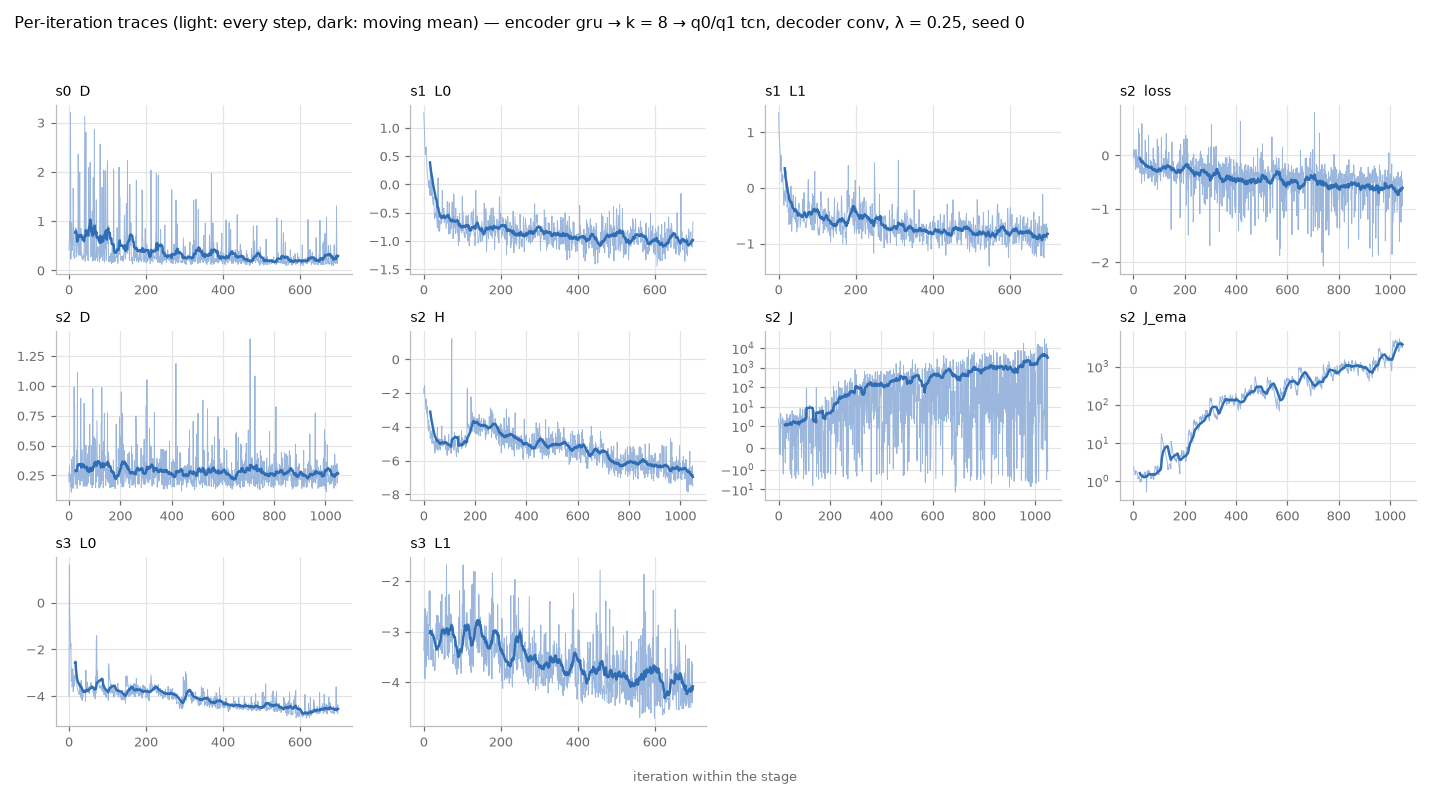 Per-iteration traces (light: every step, dark: moving mean) — encoder gru → k = 8 → q0/q1 tcn, decoder conv, λ = 0.25, seed 0
s0 D
s1 L0
s1 L1
s2 loss
3
2
1
0
0 200 400 600
1.0
0.5
0.0
−0.5
−1.0
−1.5
0 200 400 600
1
0
−1
0 200 400 600
0
−1
−2
0 200 400 600 800 1000
s2 D
s2 H
s2 J
s2 J_ema
1.25
1.00
0.75
0.50
0.25
0 200 400 600 800 1000
0
−2
−4
−6
−8
0 200 400 600 800 1000
10⁴
10³
10²
10¹
10⁰
0
−10⁰
−10¹
0 200 400 600 800 1000
10³
10²
10¹
10⁰
0 200 400 600 800 1000
s3 L0
s3 L1
0
−2
−4
0 200 400 600
−2
−3
−4
0 200 400 600
iteration within the stage